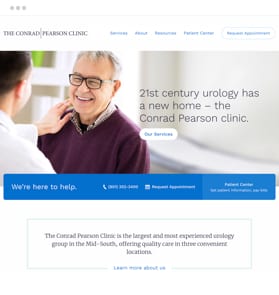 THE CONRAD PEARSON CLINIC
Services About Resources Patient Center Request Appointment
21st century urology has
a new home – the
Conrad Pearson clinic.
Our Services
We're here to help.
Request Appointment
Patient Center
Get patient information, pay bills
The Conrad Pearson Clinic is the largest and most experienced urology
group in the Mid-South, offering quality care in three convenient
locations.
Learn more about us